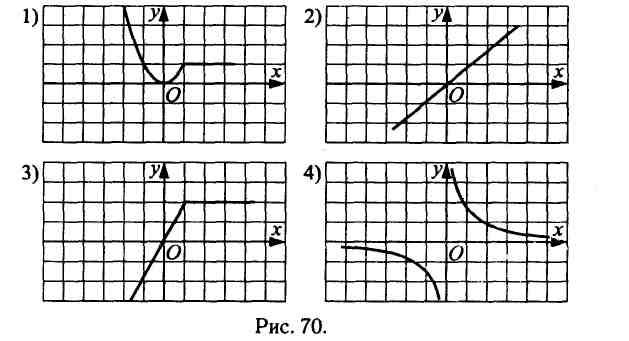 1) y x O
2) y x O
3) y x O
4) y x O
Рис. 70.